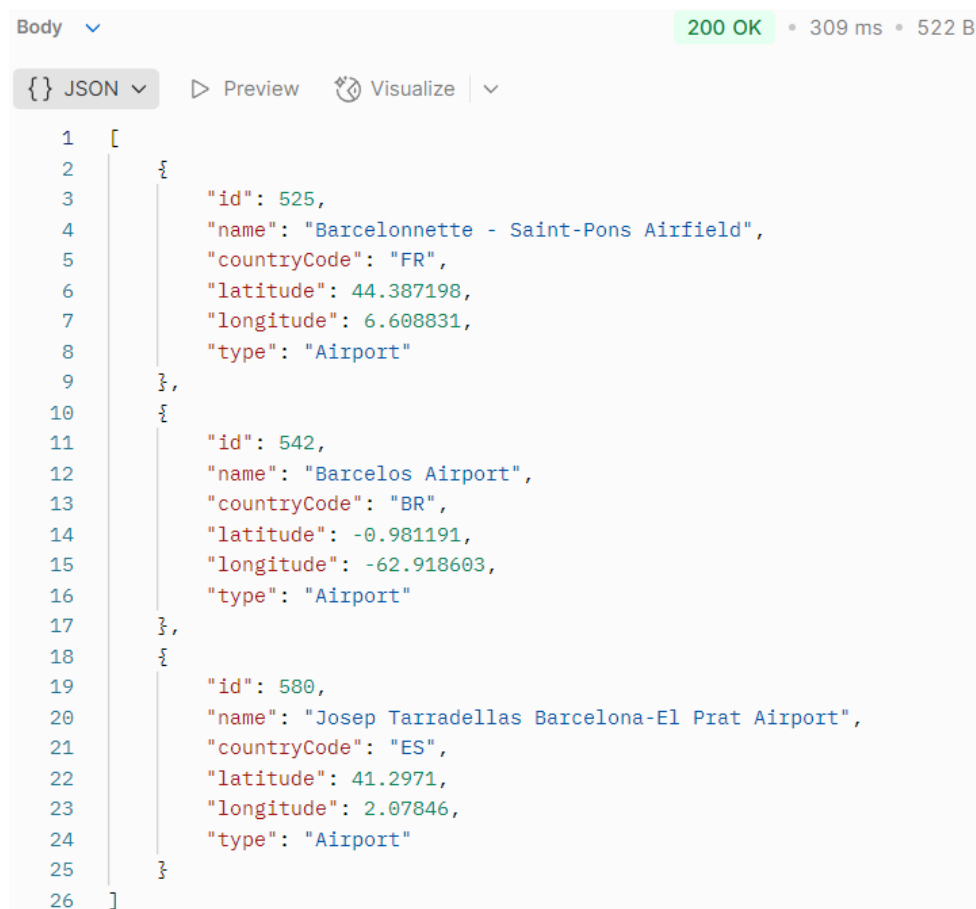 Body
200 OK • 309 ms • 522 B
{} JSON Preview Visualize
1 [
2 {
3 "id": 525,
4 "name": "Barcelonnette - Saint-Pons Airfield",
5 "countryCode": "FR",
6 "latitude": 44.387198,
7 "longitude": 6.608831,
8 "type": "Airport"
9 },
10 {
11 "id": 542,
12 "name": "Barcelos Airport",
13 "countryCode": "BR",
14 "latitude": -0.981191,
15 "longitude": -62.918603,
16 "type": "Airport"
17 },
18 {
19 "id": 580,
20 "name": "Josep Tarradellas Barcelona-El Prat Airport",
21 "countryCode": "ES",
22 "latitude": 41.2971,
23 "longitude": 2.07846,
24 "type": "Airport"
25 }
26 ]